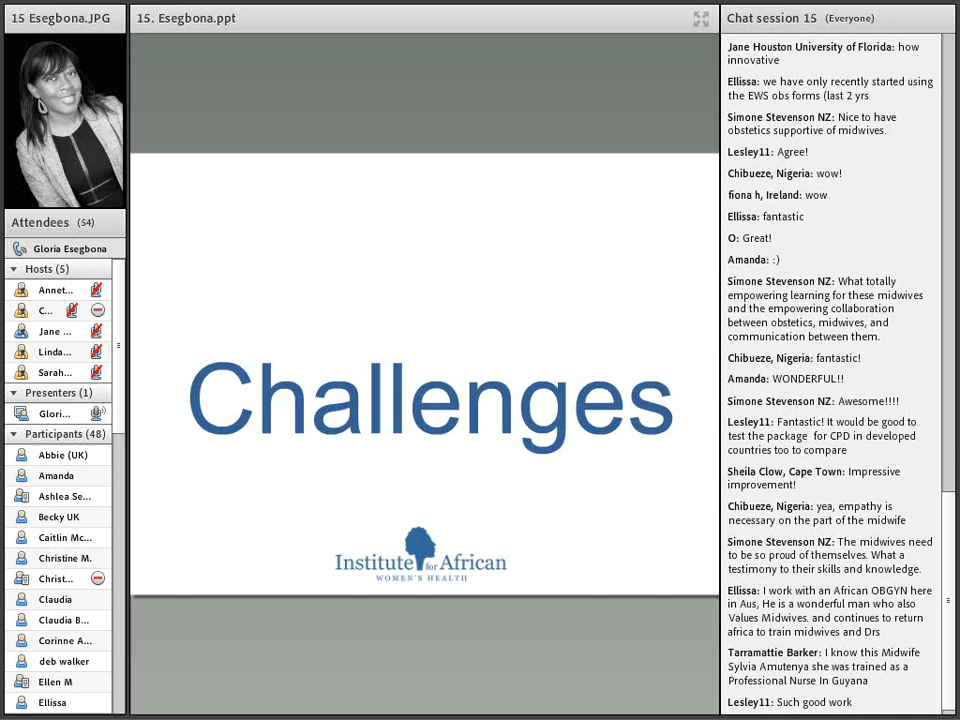 15 Esegbona.JPG
Attendees (54)
Gloria Esegbona
Hosts (5)
Annet...
C...
Jane ...
Linda...
Sarah...
Presenters (1)
Glori...
Participants (48)
Abbie (UK)
Amanda
Ashlea Se...
Becky UK
Caitlin Mc...
Christine M.
Christ...
Claudia
Claudia B...
Corinne A...
deb walker
Ellen M
Ellissa
15. Esegbona.ppt
Challenges
Institute for African
WOMEN'S HEALTH
Chat session 15 (Everyone)
Jane Houston University of Florida: how
innovative
Ellissa: we have only recently started using
the EWS obs forms (last 2 yrs
Simone Stevenson NZ: Nice to have
obstetics supportive of midwives.
Lesley11: Agree!
Chibueze, Nigeria: wow!
fiona h, Ireland: wow
Ellissa: fantastic
O: Great!
Amanda: :)
Simone Stevenson NZ: What totally
empowering learning for these midwives
and the empowering collaboration
between obstetics, midwives, and
communication between them.
Chibueze, Nigeria: fantastic!
Amanda: WONDERFUL!!
Simone Stevenson NZ: Awesome!!!!
Lesley11: Fantastic! It would be good to
test the package for CPD in developed
countries too to compare
Sheila Clow, Cape Town: Impressive
improvement!
Chibueze, Nigeria: yea, empathy is
necessary on the part of the midwife
Simone Stevenson NZ: The midwives need
to be so proud of themselves. What a
testimony to their skills and knowledge.
Ellissa: I work with an African OBGYN here
in Aus, He is a wonderful man who also
Values Midwives. and continues to return
africa to train midwives and Drs
Tarramattie Barker: I know this Midwife
Sylvia Amutenya she was trained as a
Professional Nurse In Guyana
Lesley11: Such good work